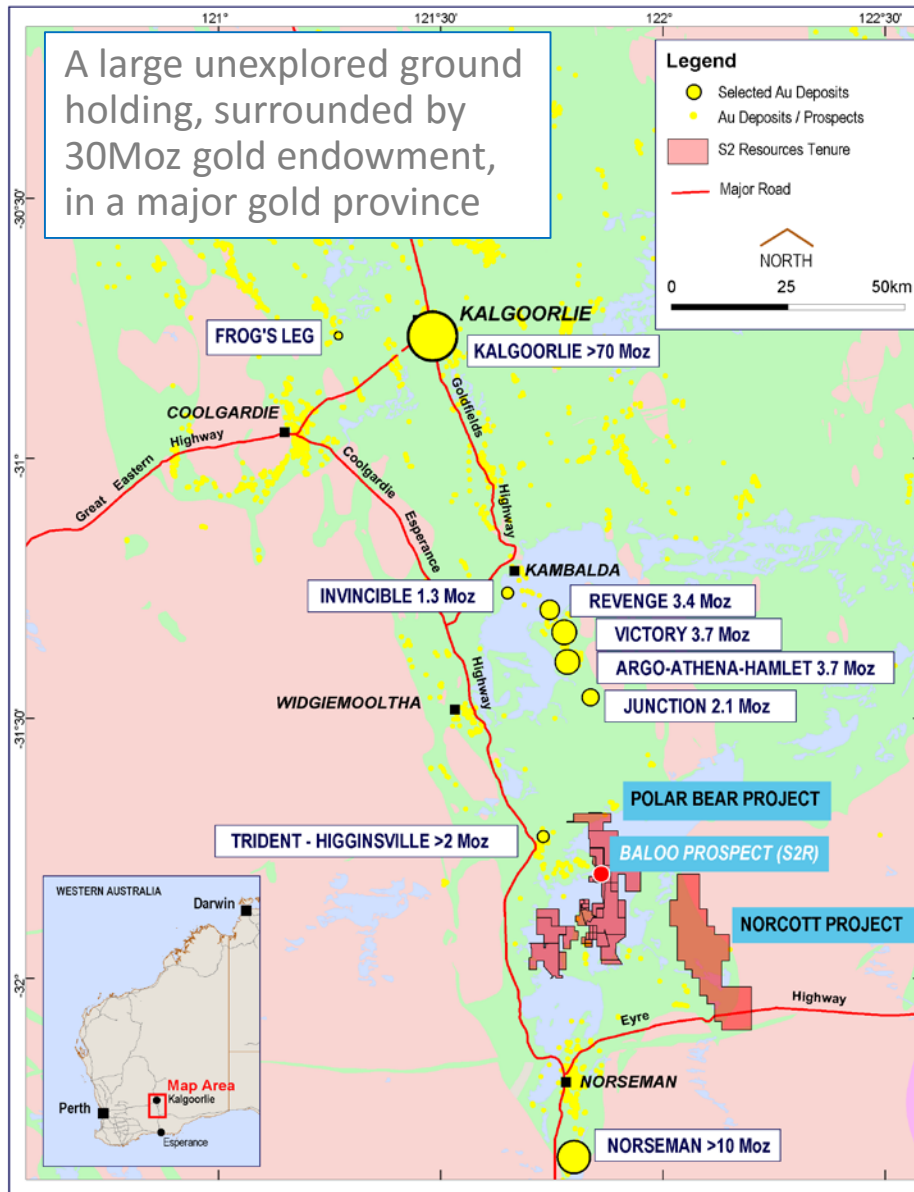 121°
121°30'
122°
122°30'
A large unexplored ground
holding, surrounded by
30Moz gold endowment,
in a major gold province
Legend
Selected Au Deposits
Au Deposits / Prospects
S2 Resources Tenure
Major Road
NORTH
0 25 50km
-30°30'
KALGOORLIE
FROG'S LEG
KALGOORLIE >70 Moz
COOLGARDIE
Goldfields
Highway
Great Eastern Highway
-31°
Coolgardie
Esperance
Highway
KAMBALDA
INVINCIBLE 1.3 Moz
REVENGE 3.4 Moz
VICTORY 3.7 Moz
ARGO-ATHENA-HAMLET 3.7 Moz
WIDGIEMOOLTHA
JUNCTION 2.1 Moz
-31°30'
POLAR BEAR PROJECT
TRIDENT - HIGGINSVILLE >2 Moz
BALOO PROSPECT (S2R)
NORCOTT PROJECT
-32°
Eyre Highway
NORSEMAN
NORSEMAN >10 Moz
WESTERN AUSTRALIA
Darwin
Map Area
Kalgoorlie
Perth
Esperance